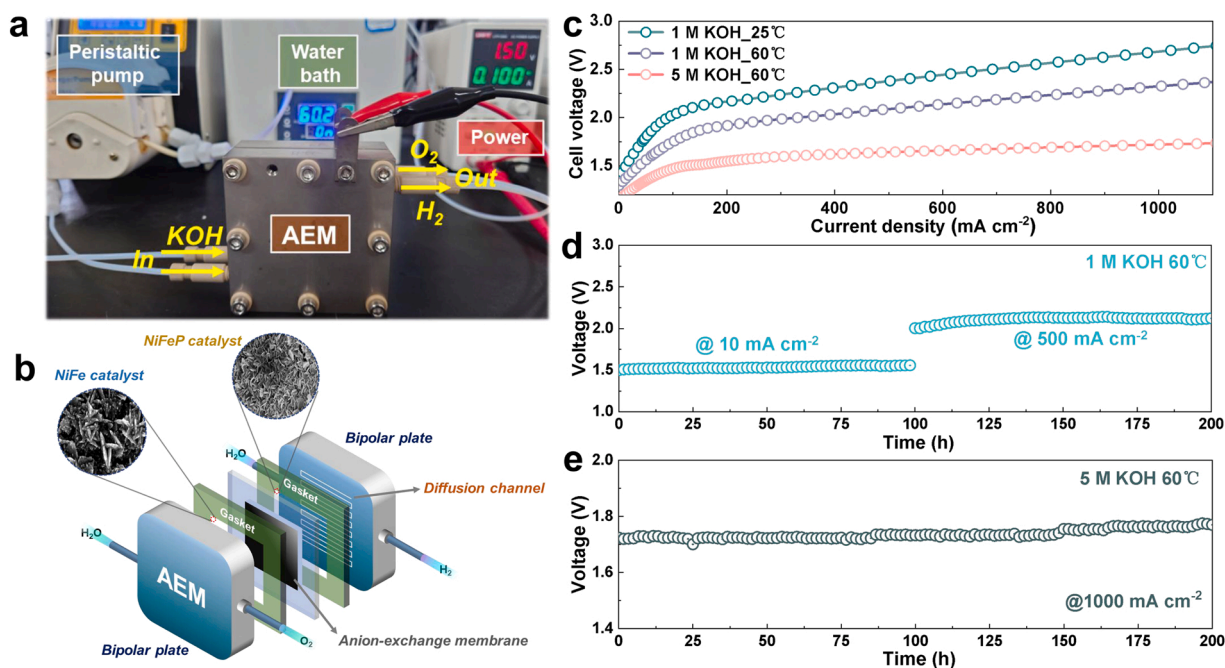 a
Peristaltic
pump
Water
bath
1.50
0.100
60.2
Power
O₂
Out
H₂
KOH
In
AEM
b
NiFeP catalyst
NiFe catalyst
Bipolar plate
H₂O
Gasket
Diffusion channel
Gasket
H₂O
AEM
H₂
Anion-exchange membrane
O₂
Bipolar plate
c
1 M KOH_25℃
1 M KOH_60℃
5 M KOH_60℃
Cell voltage (V)
3.0
2.5
2.0
1.5
0 200 400 600 800 1000
Current density (mA cm⁻²)
d
1 M KOH 60℃
Voltage (V)
3.0
2.5
2.0
1.5
1.0
@ 10 mA cm⁻²
@ 500 mA cm⁻²
0 25 50 75 100 125 150 175 200
Time (h)
e
5 M KOH 60℃
Voltage (V)
2.0
1.8
1.6
1.4
@1000 mA cm⁻²
0 25 50 75 100 125 150 175 200
Time (h)